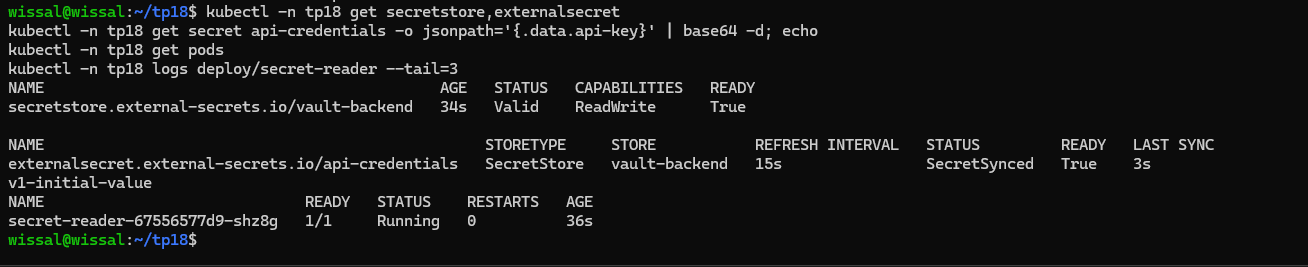 wissal@wissal:~/tp18$ kubectl -n tp18 get secretstore,externalsecret
kubectl -n tp18 get secret api-credentials -o jsonpath='{.data.api-key}' | base64 -d; echo
kubectl -n tp18 get pods
kubectl -n tp18 logs deploy/secret-reader --tail=3
NAME AGE STATUS CAPABILITIES READY
secretstore.external-secrets.io/vault-backend 34s Valid ReadWrite True
NAME STORETYPE STORE REFRESH INTERVAL STATUS READY LAST SYNC
externalsecret.external-secrets.io/api-credentials SecretStore vault-backend 15s SecretSynced True 3s
v1-initial-value
NAME READY STATUS RESTARTS AGE
secret-reader-67556577d9-shz8g 1/1 Running 0 36s
wissal@wissal:~/tp18$